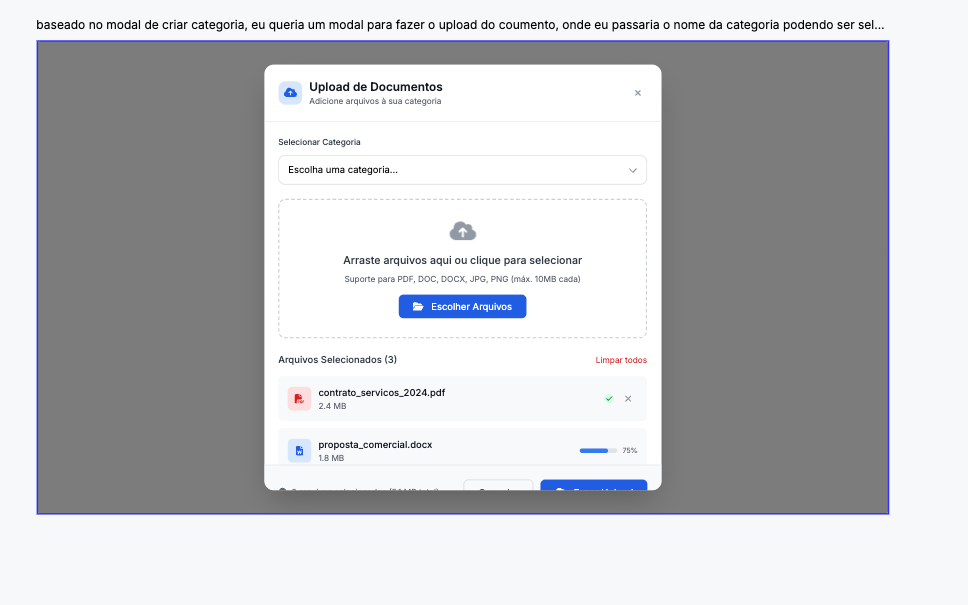 baseado no modal de criar categoria, eu queria um modal para fazer o upload do coumento, onde eu passaria o nome da categoria podendo ser sel...
Upload de Documentos
Adicione arquivos à sua categoria
Selecionar Categoria
Escolha uma categoria...
Arraste arquivos aqui ou clique para selecionar
Suporte para PDF, DOC, DOCX, JPG, PNG (máx. 10MB cada)
Escolher Arquivos
Arquivos Selecionados (3)
Limpar todos
contrato_servicos_2024.pdf
2.4 MB
proposta_comercial.docx
1.8 MB
75%